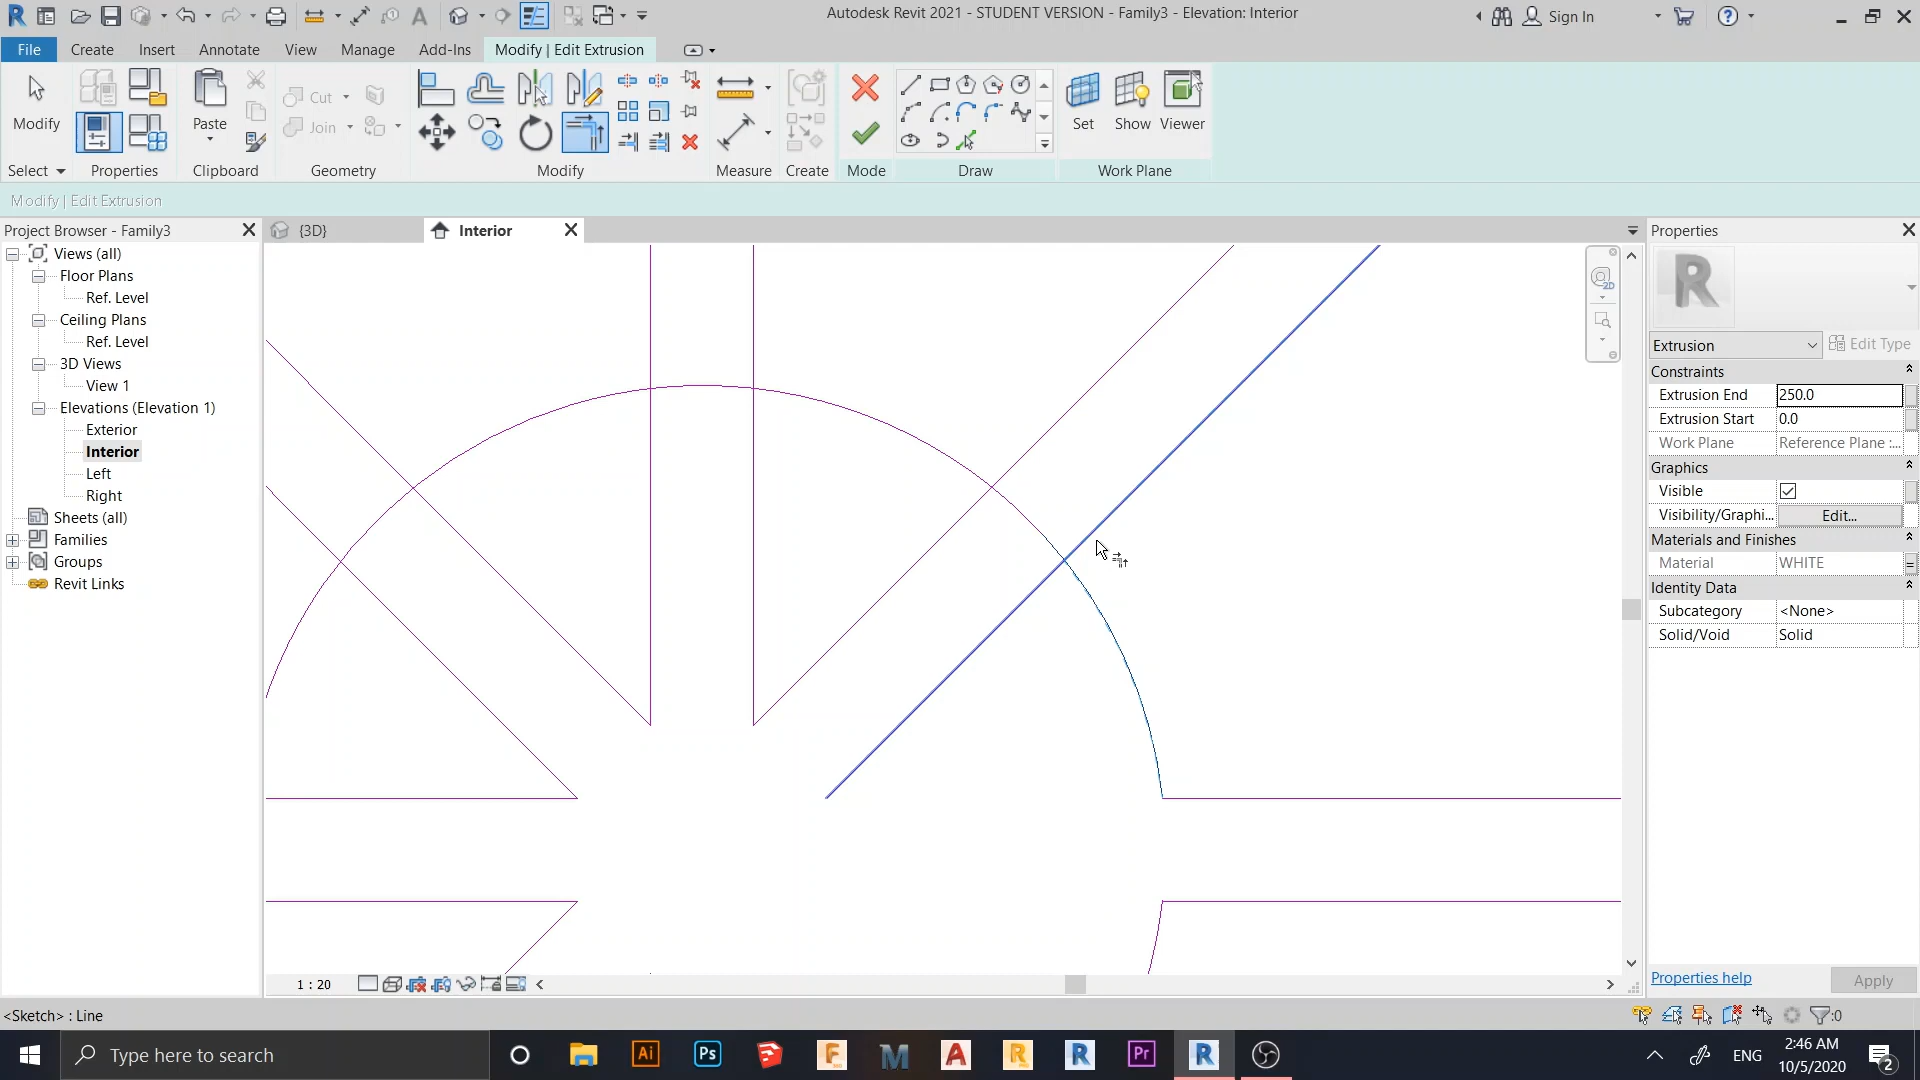 Autodesk Revit 2021 - STUDENT VERSION - Family3 - Elevation: Interior
Sign In
File
Create
Insert
Annotate
View
Manage
Add-Ins
Modify | Edit Extrusion
Modify
Paste
Cut
Join
Set
Show
Viewer
Select
Properties
Clipboard
Geometry
Modify
Measure
Create
Mode
Draw
Work Plane
Modify | Edit Extrusion
Project Browser - Family3
{3D}
Interior
Properties
Views (all)
Floor Plans
Ref. Level
Ceiling Plans
Ref. Level
3D Views
View 1
Elevations (Elevation 1)
Exterior
Interior
Left
Right
Sheets (all)
Families
Groups
Revit Links
2D
Extrusion
Edit Type
Constraints
Extrusion End 250.0
Extrusion Start 0.0
Work Plane Reference Plane :...
Graphics
Visible
Visibility/Graphi... Edit...
Materials and Finishes
Material WHITE
Identity Data
Subcategory <None>
Solid/Void Solid
Properties help
Apply
1 : 20
<Sketch> : Line
:0
Type here to search
Ai
Ps
Pr
ENG
2:46 AM
10/5/2020
2